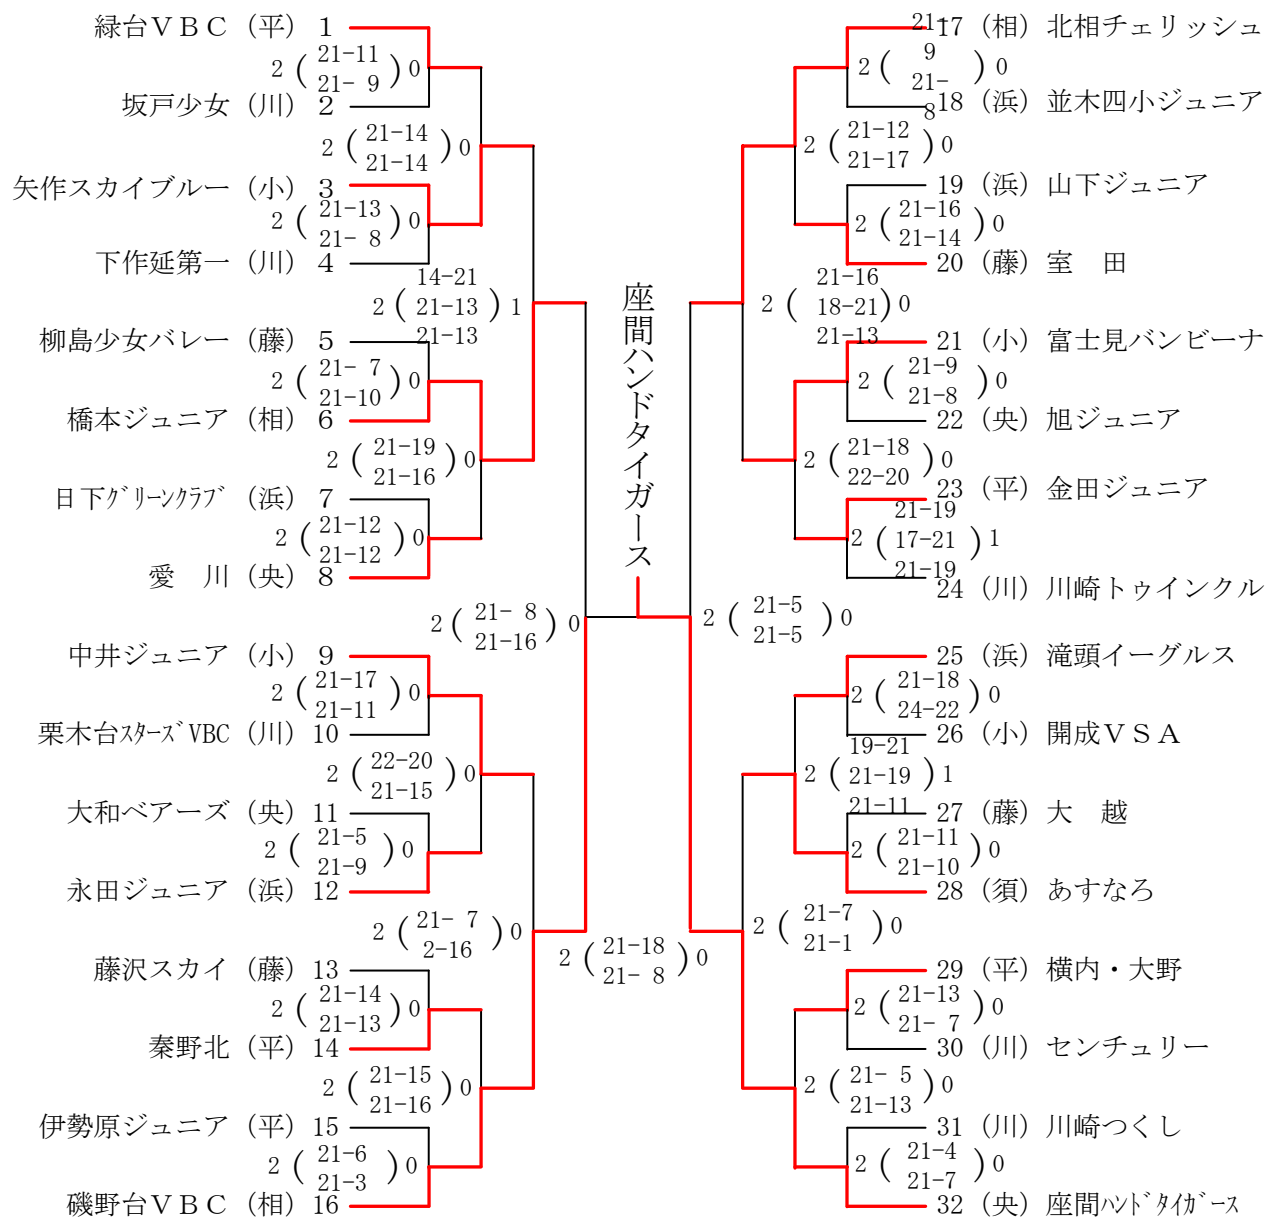 緑台ＶＢＣ（平）1
2 ( 21-11 ) 0
21- 9
坂戸少女（川）2
2 ( 21-14 ) 0
21-14
矢作スカイブルー（小）3
2 ( 21-13 ) 0
21- 8
下作延第一（川）4
14-21
2 ( 21-13 ) 1
21-13
柳島少女バレー（藤）5
2 ( 21- 7 ) 0
21-10
橋本ジュニア（相）6
2 ( 21-19 ) 0
21-16
日下ｸﾞﾘｰﾝｸﾗﾌﾞ（浜）7
2 ( 21-12 ) 0
21-12
愛　川（央）8
2 ( 21- 8 ) 0
21-16
中井ジュニア（小）9
2 ( 21-17 ) 0
21-11
栗木台ｽﾀｰｽﾞVBC（川）10
2 ( 22-20 ) 0
21-15
大和ベアーズ（央）11
2 ( 21-5 ) 0
21-9
永田ジュニア（浜）12
2 ( 21- 7 ) 0
2-16
藤沢スカイ（藤）13
2 ( 21-14 ) 0
21-13
秦野北（平）14
2 ( 21-15 ) 0
21-16
伊勢原ジュニア（平）15
2 ( 21-6 ) 0
21-3
磯野台ＶＢＣ（相）16
座間ハンドタイガース
2 ( 21-18 ) 0
21- 8
17（相）北相チェリッシュ
21-
2 ( 9 ) 0
21-
8
18（浜）並木四小ジュニア
2 ( 21-12 ) 0
21-17
19（浜）山下ジュニア
2 ( 21-16 ) 0
21-14
20（藤）室　田
21-16
2 ( 18-21 ) 0
21-13
21（小）富士見バンビーナ
2 ( 21-9 ) 0
21-8
22（央）旭ジュニア
2 ( 21-18 ) 0
22-20
23（平）金田ジュニア
21-19
2 ( 17-21 ) 1
21-19
24（川）川崎トゥインクル
2 ( 21-5 ) 0
21-5
25（浜）滝頭イーグルス
2 ( 21-18 ) 0
24-22
26（小）開成ＶＳＡ
19-21
2 ( 21-19 ) 1
21-11
27（藤）大　越
2 ( 21-11 ) 0
21-10
28（須）あすなろ
2 ( 21-7 ) 0
21-1
29（平）横内・大野
2 ( 21-13 ) 0
21- 7
30（川）センチュリー
2 ( 21- 5 ) 0
21-13
31（川）川崎つくし
2 ( 21-4 ) 0
21-7
32（央）座間ﾊﾝﾄﾞﾀｲｶﾞｰｽ